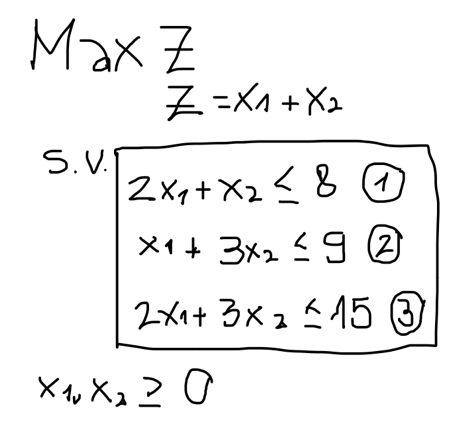 Max Z
Z = x1 + x2
S.V.
2x1 + x2 ≤ 8 ①
x1 + 3x2 ≤ 9 ②
2x1 + 3x2 ≤ 15 ③
x1, x2 ≥ 0